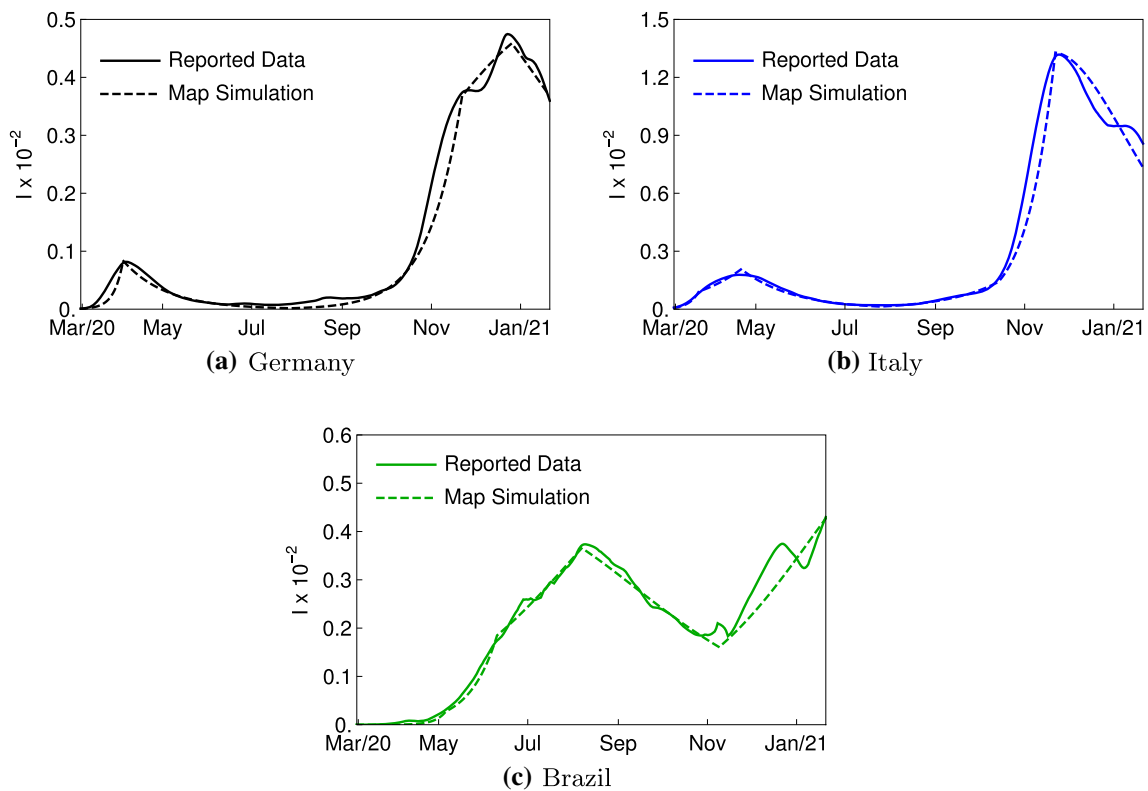 0.5
0.4
0.3
0.2
0.1
0.
I x 10⁻²
Reported Data
Map Simulation
Mar/20 May Jul Sep Nov Jan/21
(a) Germany
1.5
1.2
0.9
0.6
0.3
0.
I x 10⁻²
Reported Data
Map Simulation
Mar/20 May Jul Sep Nov Jan/21
(b) Italy
0.6
0.5
0.4
0.3
0.2
0.1
0.
I x 10⁻²
Reported Data
Map Simulation
Mar/20 May Jul Sep Nov Jan/21
(c) Brazil